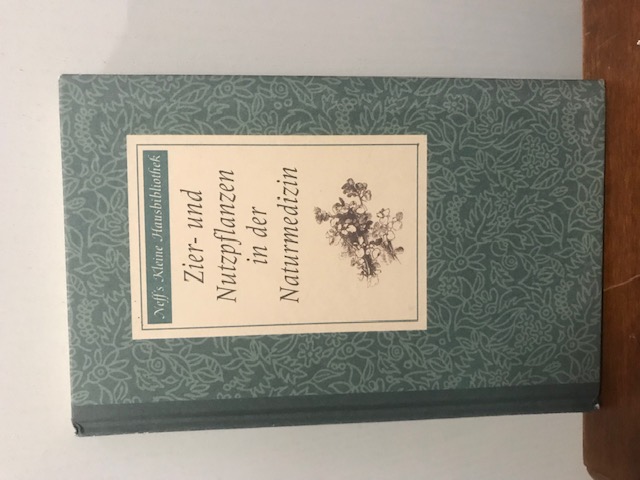 Neff's Kleine Hausbibliothek
Zier- und
Nutzpflanzen
in der
Naturmedizin